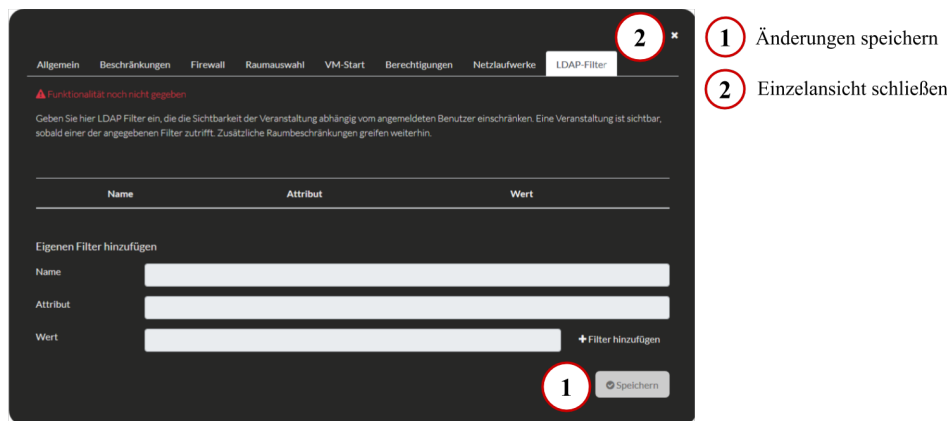 2
Allgemein Beschränkungen Firewall Raumauswahl VM-Start Berechtigungen Netzlaufwerke LDAP-Filter
Funktionalität noch nicht gegeben
Geben Sie hier LDAP Filter ein, die die Sichtbarkeit der Veranstaltung abhängig vom angemeldeten Benutzer einschränken. Eine Veranstaltung ist sichtbar,
sobald einer der angegebenen Filter zutrifft. Zusätzliche Raumbeschränkungen greifen weiterhin.
Name Attribut Wert
Eigenen Filter hinzufügen
Name
Attribut
Wert
Filter hinzufügen
1 Speichern
1 Änderungen speichern
2 Einzelansicht schließen